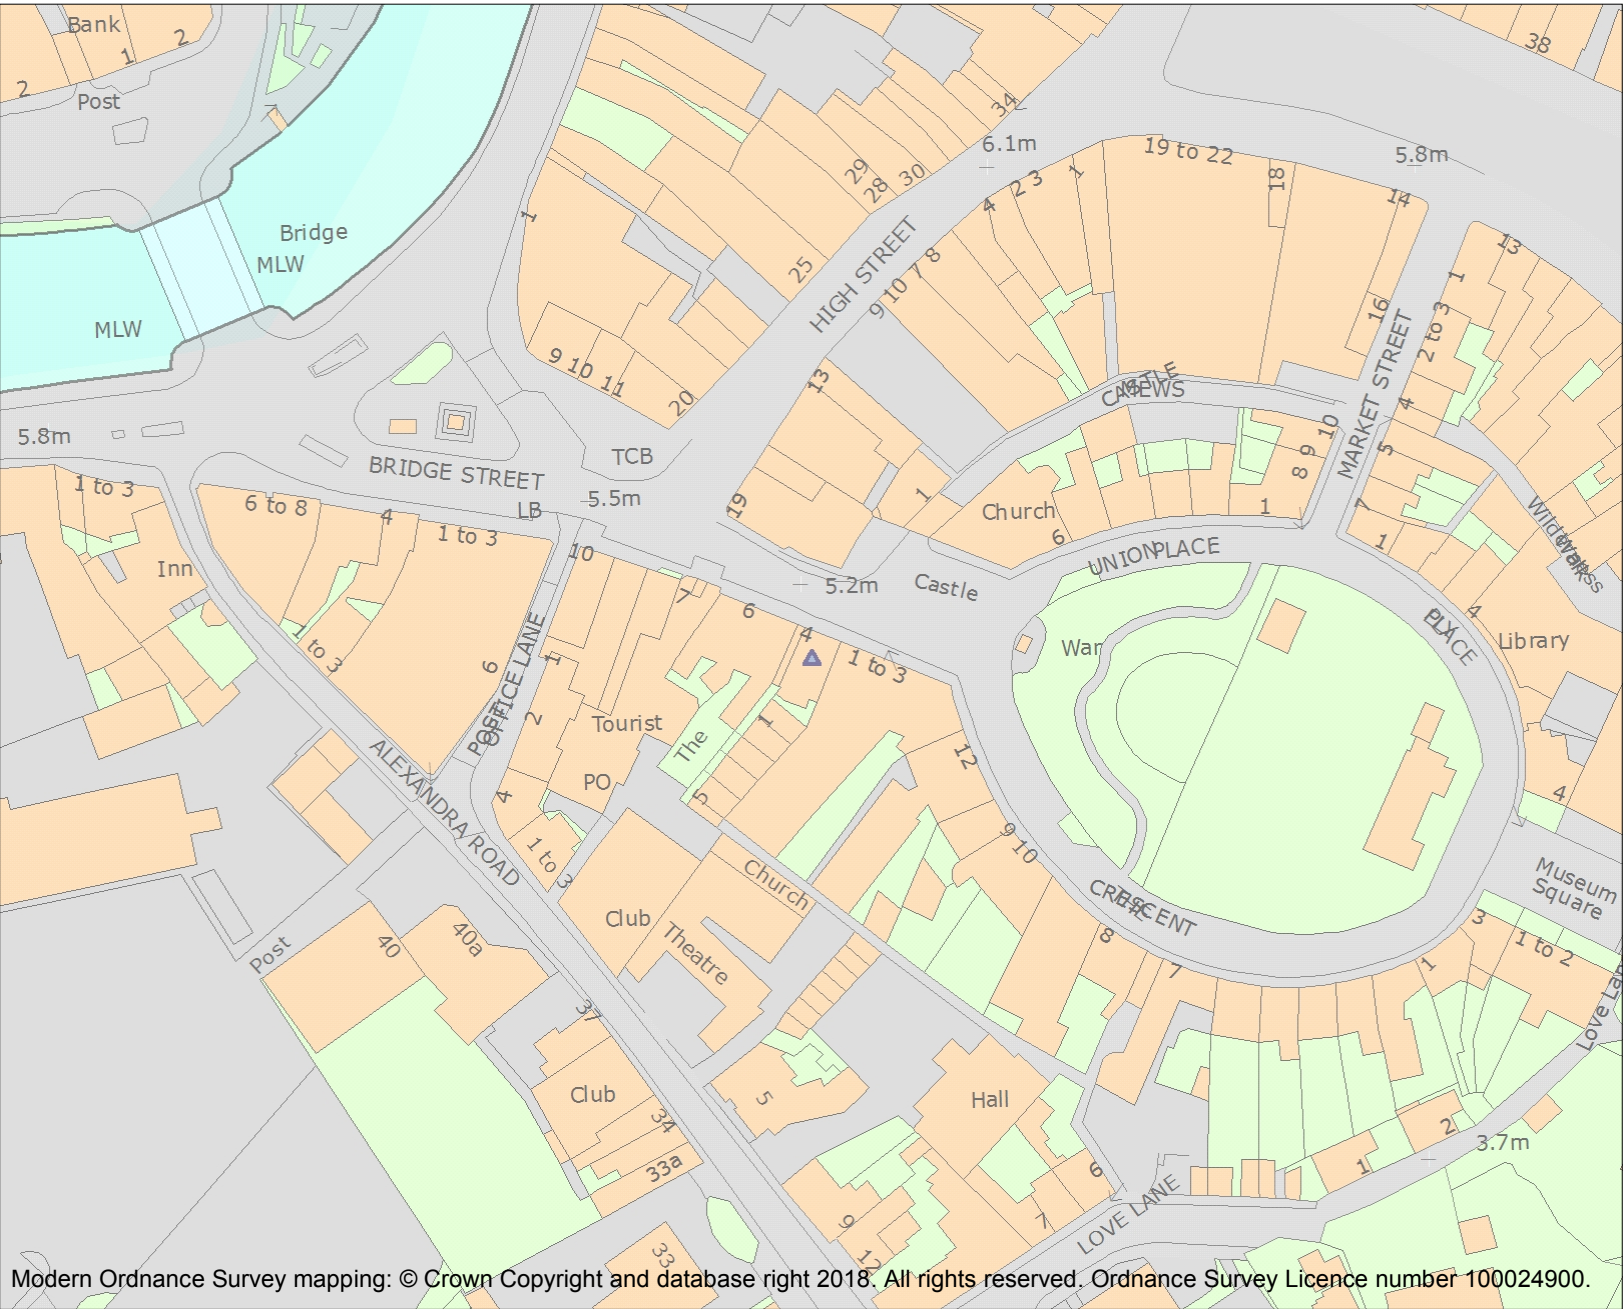 Bank
2
1
2
Post
38
34
6.1m
19 to 22
5.8m
29
28
30
18
2 3
1
14
4
1
Bridge
MLW
HIGH STREET
25
7 8
9 10
13
1
16
2 to 3
MARKET STREET
MLW
9 10 11
20
13
CASTLE
MEWS
4
10
5
9
8
5.8m
BRIDGE STREET
TCB
5.5m
LB
19
1
Church
6
1
7
1
1 to 3
6 to 8
4
1 to 3
10
UNION PLACE
Castle
5.2m
Inn
7
6
4
1 to 3
1 to 3
6
POST
OFFICE LANE
1
2
4
Tourist
PO
The
1
5
War
ELY
PLACE
4
Library
12
4
ALEXANDRA ROAD
1 to 3
9 10
Church
THE
CRESCENT
Museum
Square
Club
Theatre
8
7
3
1 to 2
1
Post
40
40a
37
Club
34
33a
33
5
Hall
6
7
9
12
LOVE LANE
1
2
3.7m
Modern Ordnance Survey mapping: © Crown Copyright and database right 2018. All rights reserved. Ordnance Survey Licence number 100024900.